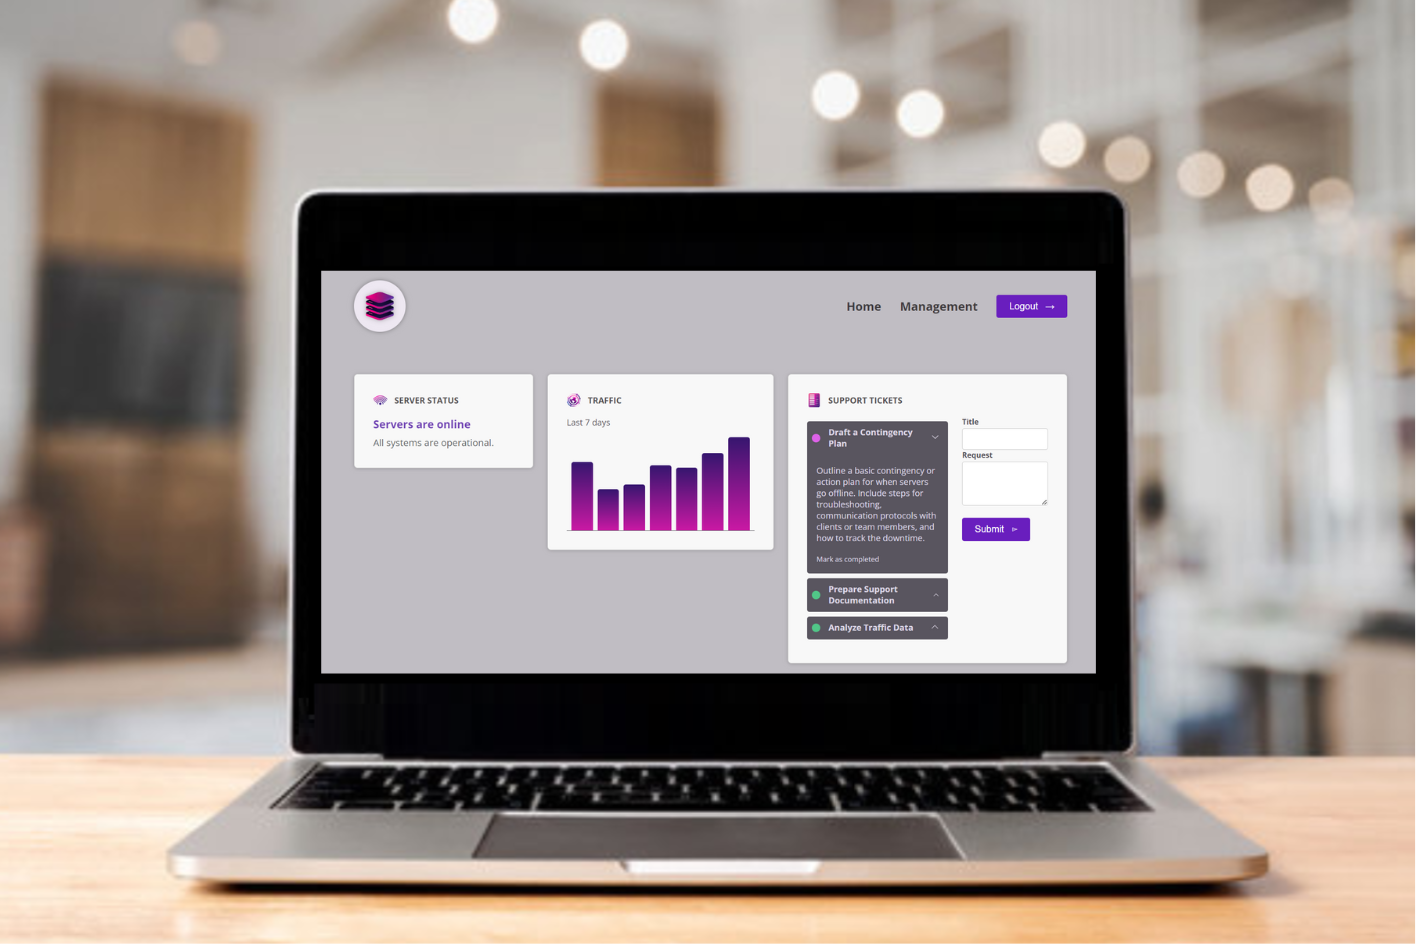 Home
Management
Logout →
SERVER STATUS
Servers are online
All systems are operational.
TRAFFIC
Last 7 days
SUPPORT TICKETS
Draft a Contingency
Plan
Outline a basic contingency or
action plan for when servers
go offline. Include steps for
troubleshooting,
communication protocols with
clients or team members, and
how to track the downtime.
Mark as completed
Prepare Support
Documentation
Analyze Traffic Data
Title
Request
Submit